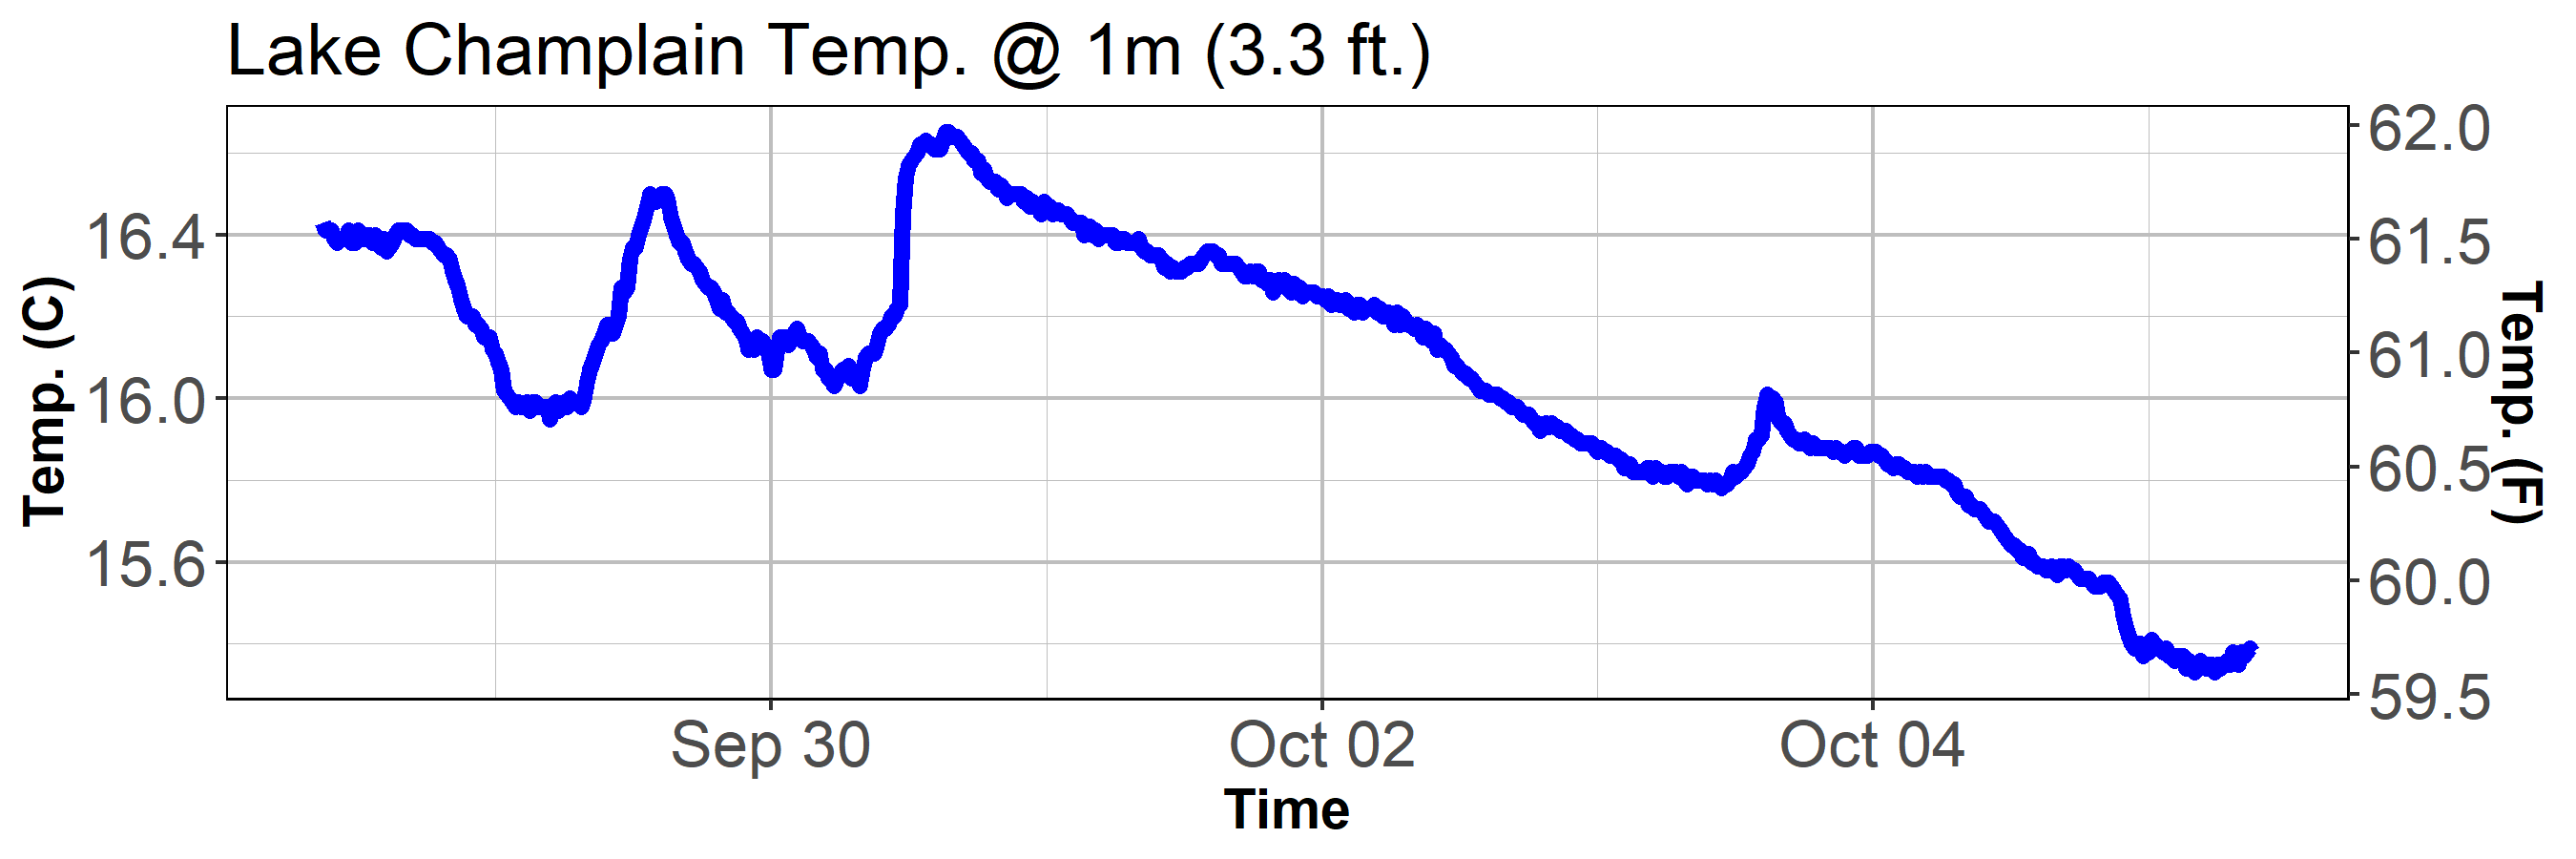 Lake Champlain Temp. @ 1m (3.3 ft.)
Temp. (C)
16.4
16.0
15.6
62.0
61.5
61.0
60.5
60.0
59.5
Temp. (F)
Sep 30
Oct 02
Oct 04
Time